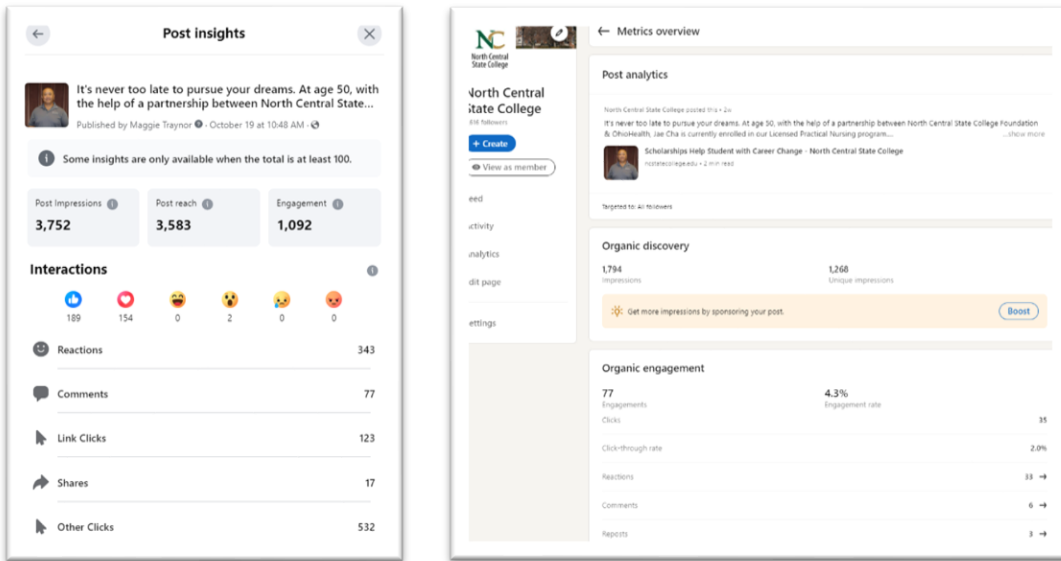 Post insights
It's never too late to pursue your dreams. At age 50, with
the help of a partnership between North Central State...
Published by Maggie Traynor · October 19 at 10:48 AM ·
Some insights are only available when the total is at least 100.
Post Impressions
3,752
Post reach
3,583
Engagement
1,092
Interactions
189
154
0
2
0
0
Reactions
343
Comments
77
Link Clicks
123
Shares
17
Other Clicks
532
NC
North Central
State College
North Central
State College
followers
+ Create
View as member
eed
ctivity
nalytics
dit page
ettings
← Metrics overview
Post analytics
North Central State College posted this • 2w
It's never too late to pursue your dreams. At age 50, with the help of a partnership between North Central State College Foundation
& OhioHealth, Jae Cha is currently enrolled in our Licensed Practical Nursing program.... ...show more
Scholarships Help Student with Career Change - North Central State College
ncstatecollege.edu • 2 min read
Targeted to: All followers
Organic discovery
1,794
Impressions
1,268
Unique impressions
Get more impressions by sponsoring your post.
Boost
Organic engagement
77
Engagements
4.3%
Engagement rate
Clicks
35
Click-through rate
2.0%
Reactions
33 →
Comments
6 →
Reposts
3 →